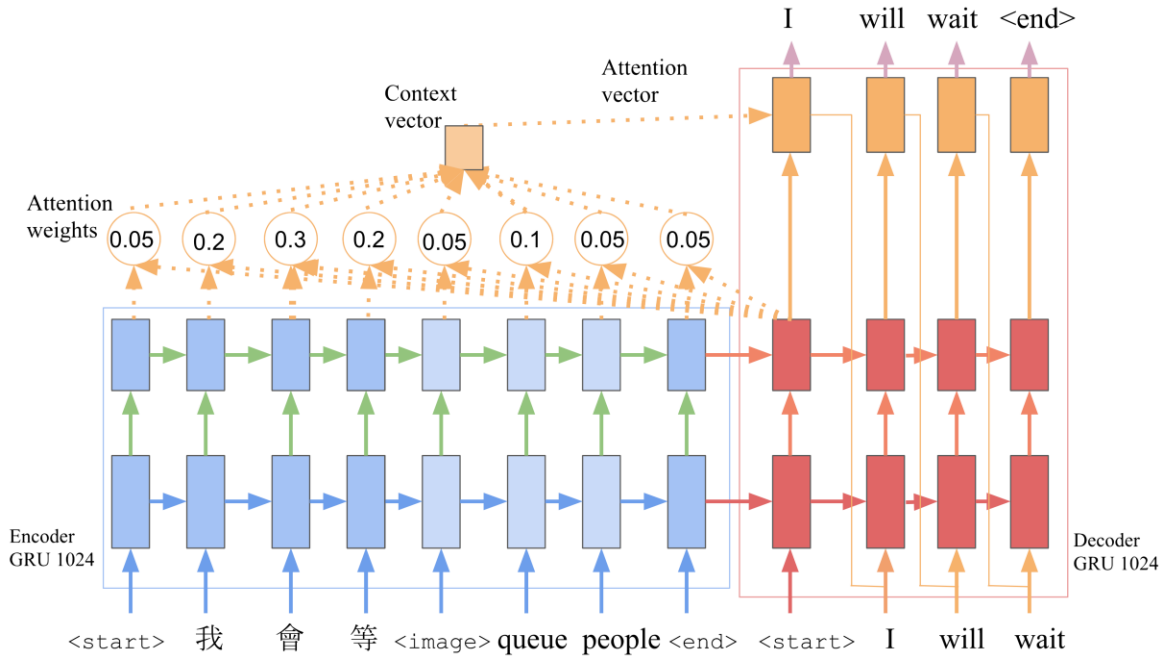 I will wait <end>
Attention
vector
Context
vector
Attention
weights
0.05 0.2 0.3 0.2 0.05 0.1 0.05 0.05
Encoder
GRU 1024
Decoder
GRU 1024
<start> 我 會 等 <image> queue people <end> <start> I will wait